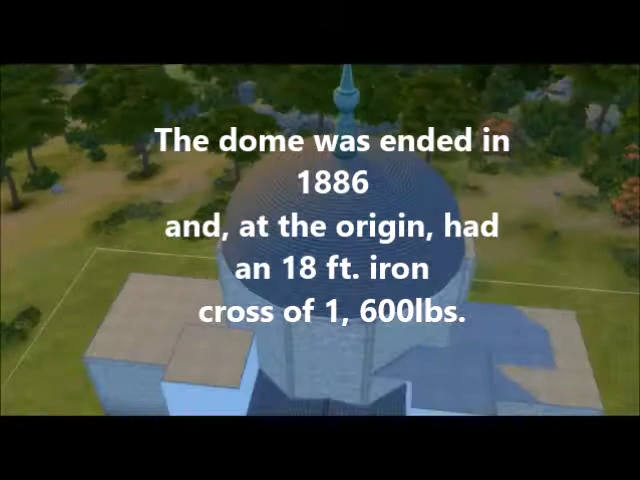 The dome was ended in
1886
and, at the origin, had
an 18 ft. iron
cross of 1, 600lbs.